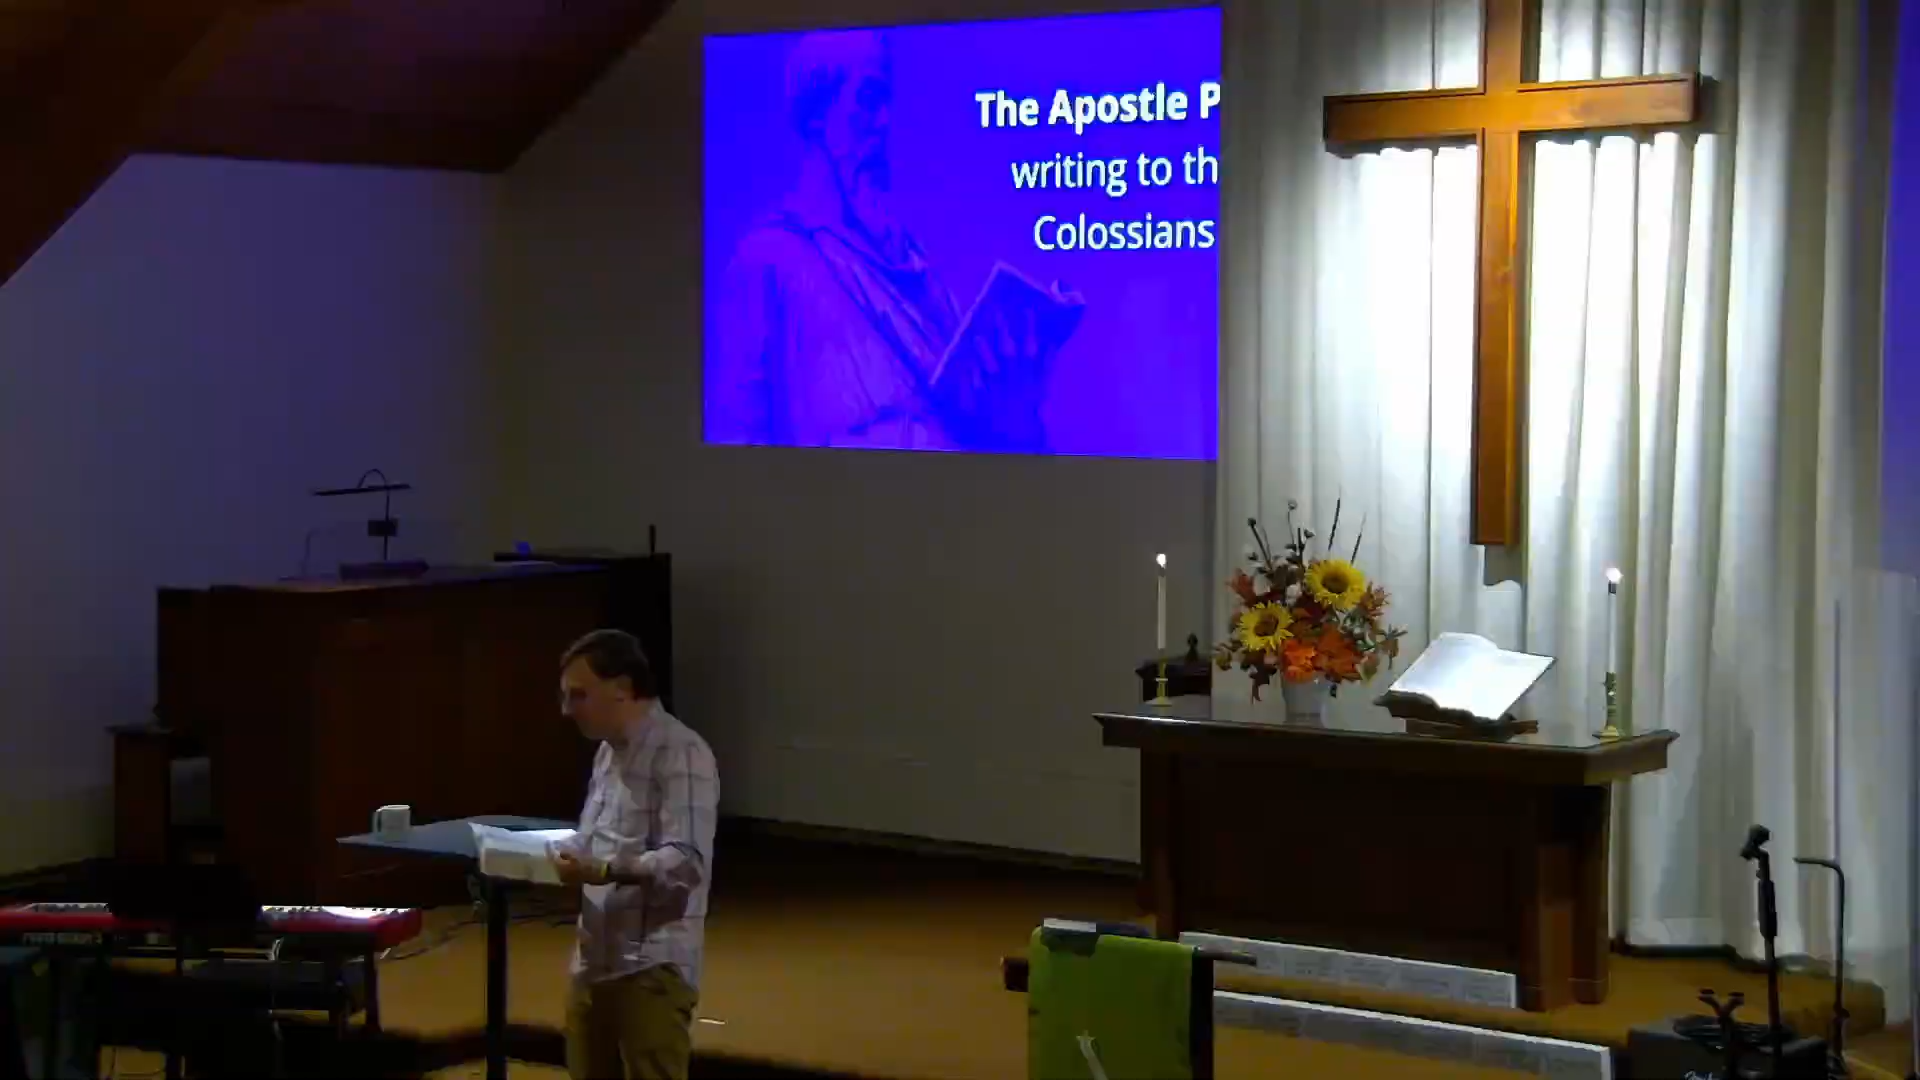 The Apostle P
writing to th
Colossians